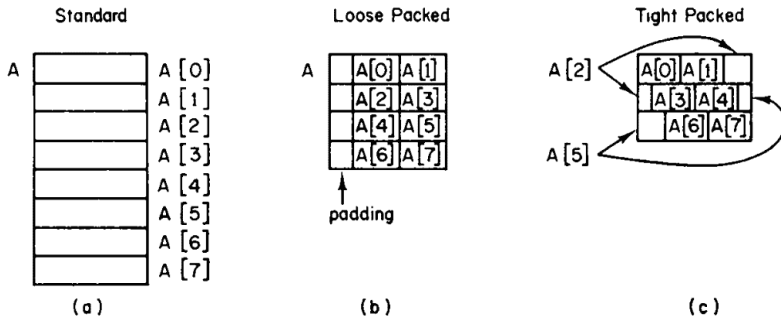 Standard
A
A [0]
A [1]
A [2]
A [3]
A [4]
A [5]
A [6]
A [7]
(a)
Loose Packed
A
A[0] A[1]
A[2] A[3]
A[4] A[5]
A[6] A[7]
padding
(b)
Tight Packed
A[2]
A[5]
A[0] A[1]
A[3] A[4]
A[6] A[7]
(c)